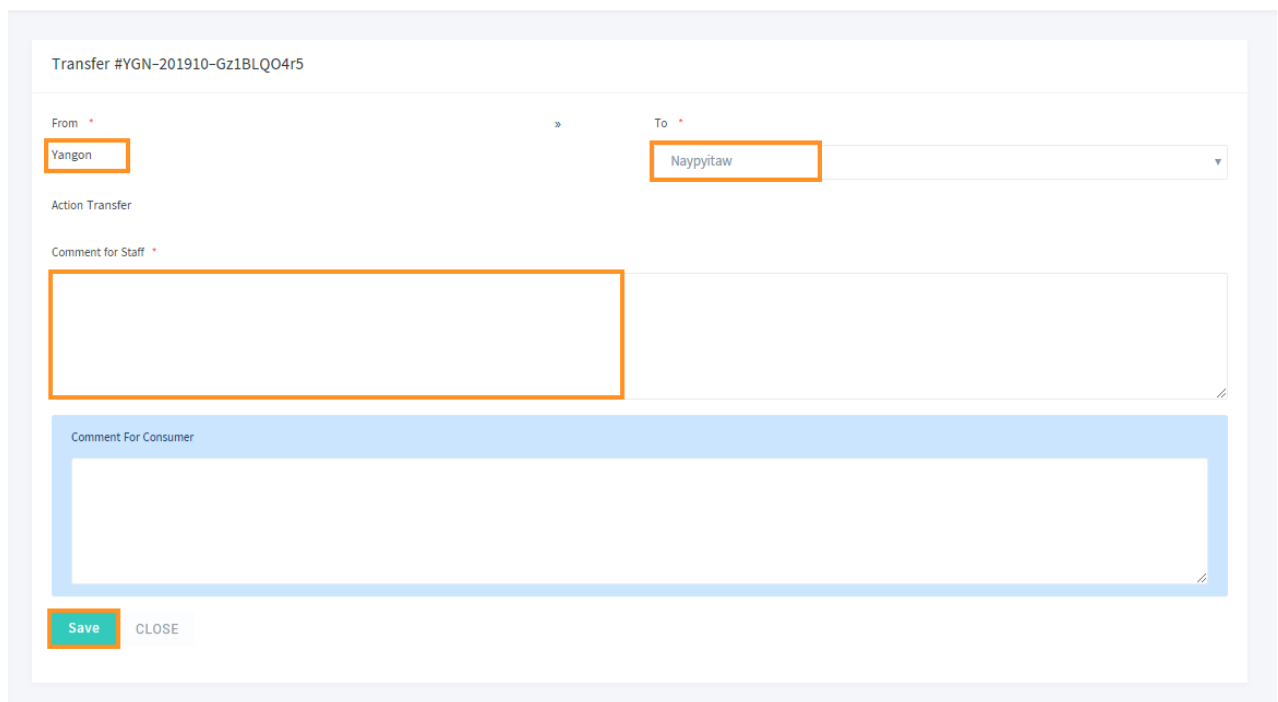 Transfer #YGN-201910-Gz1BLQO4r5
From * » To *
Yangon Naypyitaw
Action Transfer
Comment for Staff *
Comment For Consumer
Save CLOSE